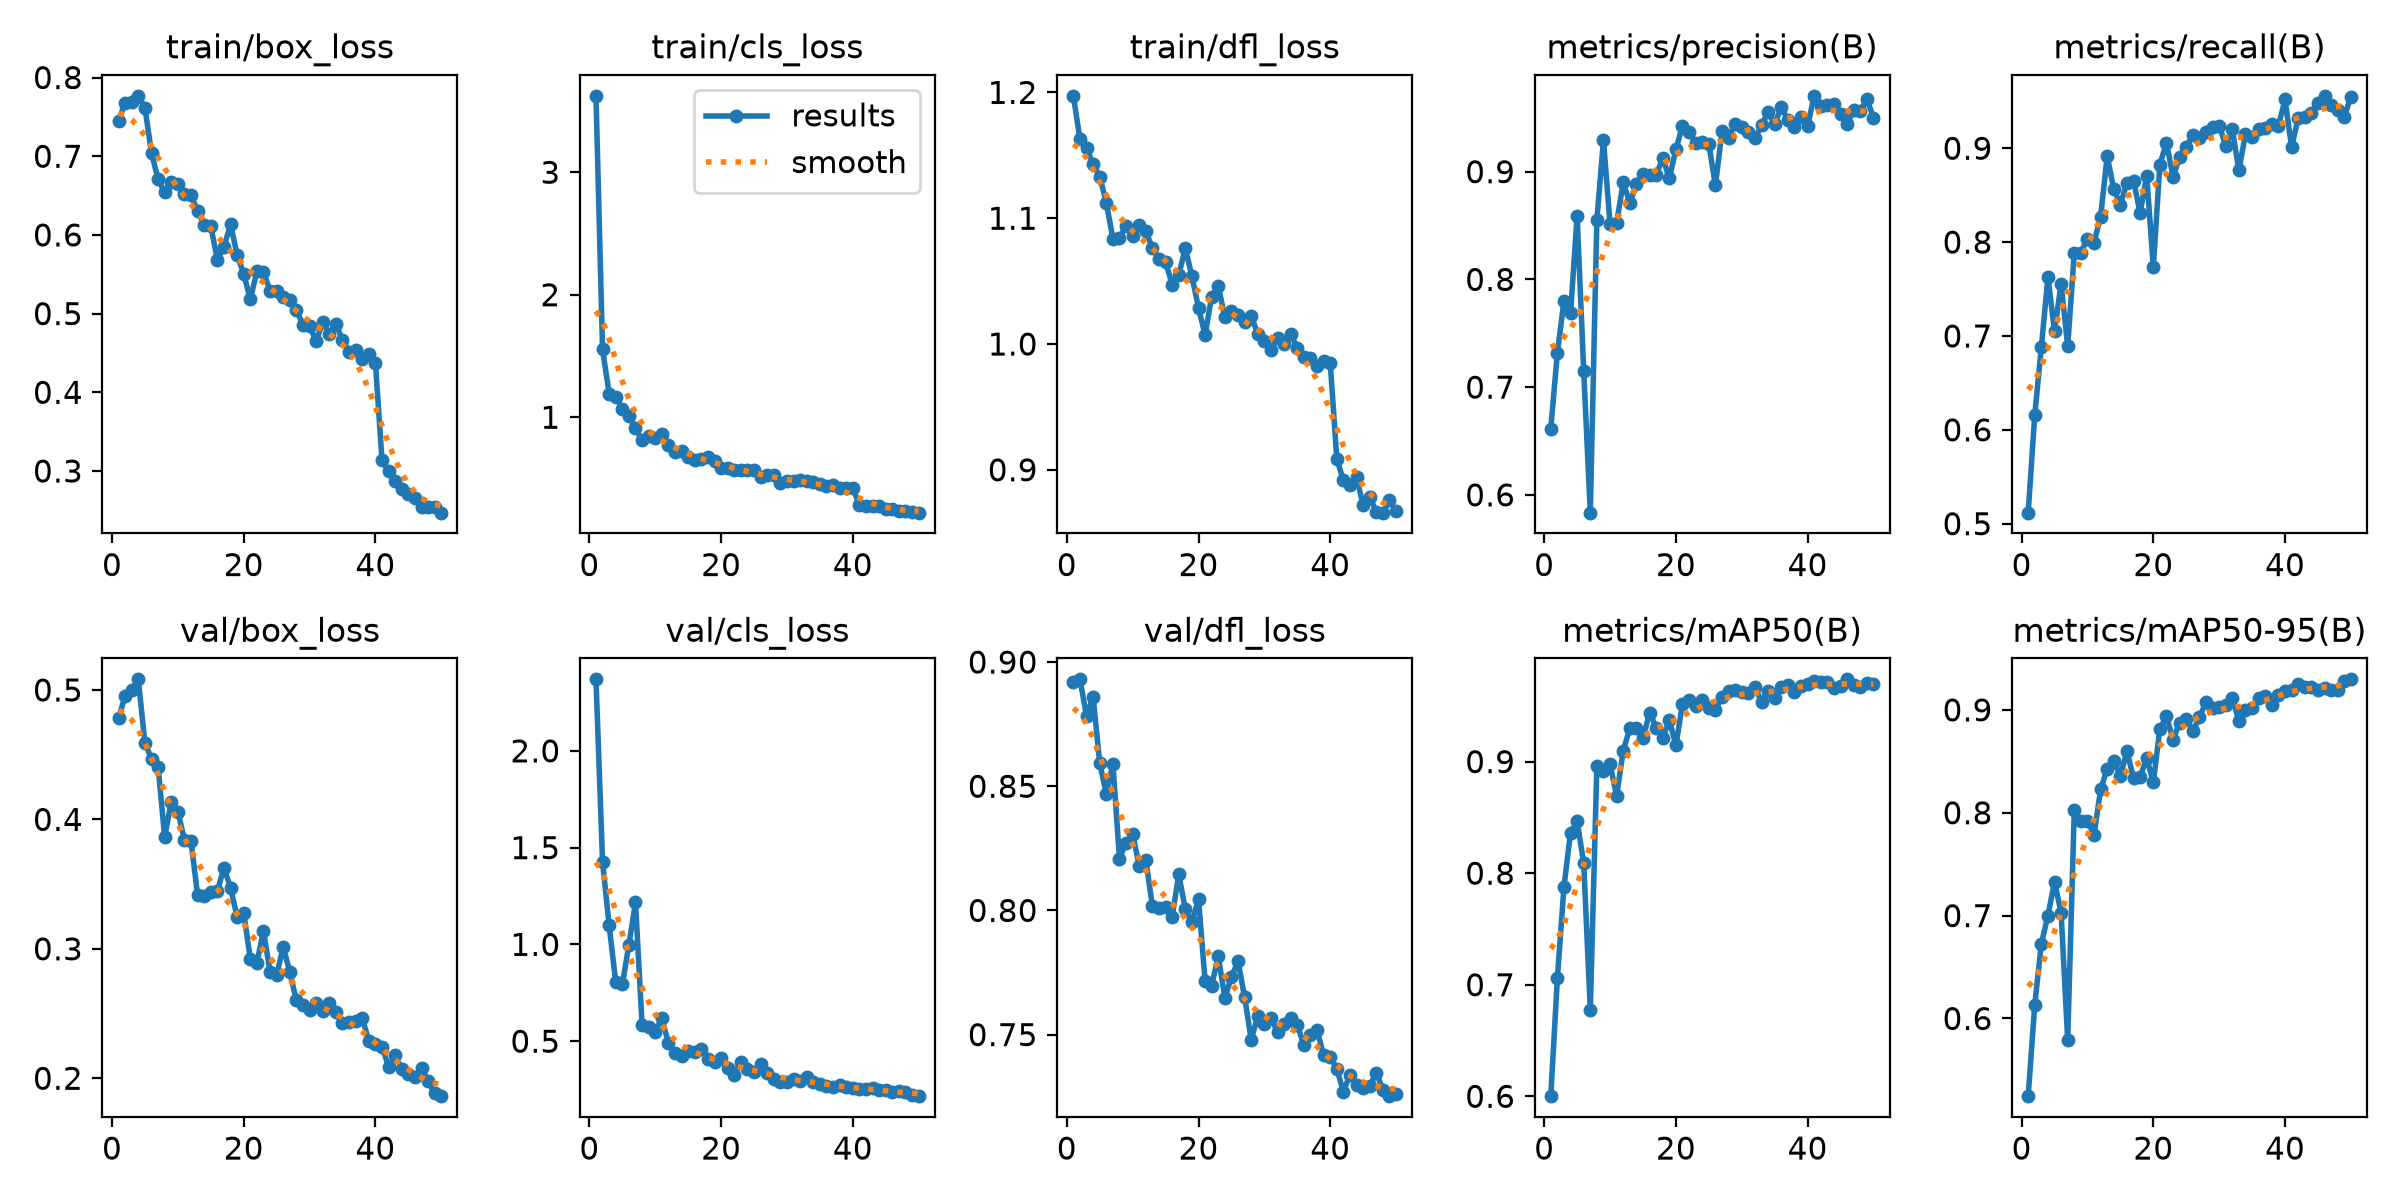 train/box_loss
0.8
0.7
0.6
0.5
0.4
0.3
0 20 40
train/cls_loss
results
smooth
3
2
1
0 20 40
train/dfl_loss
1.2
1.1
1.0
0.9
0 20 40
metrics/precision(B)
0.9
0.8
0.7
0.6
0 20 40
metrics/recall(B)
0.9
0.8
0.7
0.6
0.5
0 20 40
val/box_loss
0.5
0.4
0.3
0.2
0 20 40
val/cls_loss
2.0
1.5
1.0
0.5
0 20 40
val/dfl_loss
0.90
0.85
0.80
0.75
0 20 40
metrics/mAP50(B)
0.9
0.8
0.7
0.6
0 20 40
metrics/mAP50-95(B)
0.9
0.8
0.7
0.6
0 20 40